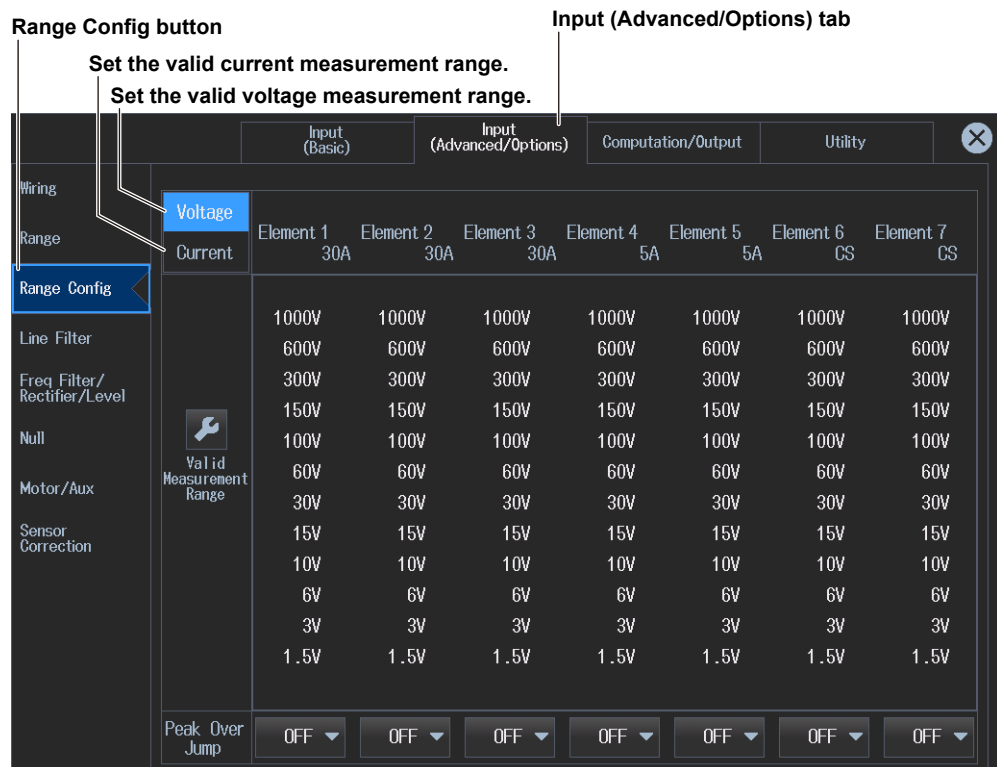 Range Config button
Input (Advanced/Options) tab
Set the valid current measurement range.
Set the valid voltage measurement range.
Input
(Basic)
Input
(Advanced/Options)
Computation/Output
Utility
Wiring
Range
Range Config
Line Filter
Freq Filter/
Rectifier/Level
Null
Motor/Aux
Sensor
Correction
Voltage
Current
Element 1 Element 2 Element 3 Element 4 Element 5 Element 6 Element 7
30A 30A 30A 5A 5A CS CS
Valid
Measurement
Range
1000V 1000V 1000V 1000V 1000V 1000V 1000V
600V 600V 600V 600V 600V 600V 600V
300V 300V 300V 300V 300V 300V 300V
150V 150V 150V 150V 150V 150V 150V
100V 100V 100V 100V 100V 100V 100V
60V 60V 60V 60V 60V 60V 60V
30V 30V 30V 30V 30V 30V 30V
15V 15V 15V 15V 15V 15V 15V
10V 10V 10V 10V 10V 10V 10V
6V 6V 6V 6V 6V 6V 6V
3V 3V 3V 3V 3V 3V 3V
1.5V 1.5V 1.5V 1.5V 1.5V 1.5V 1.5V
Peak Over
Jump
OFF OFF OFF OFF OFF OFF OFF